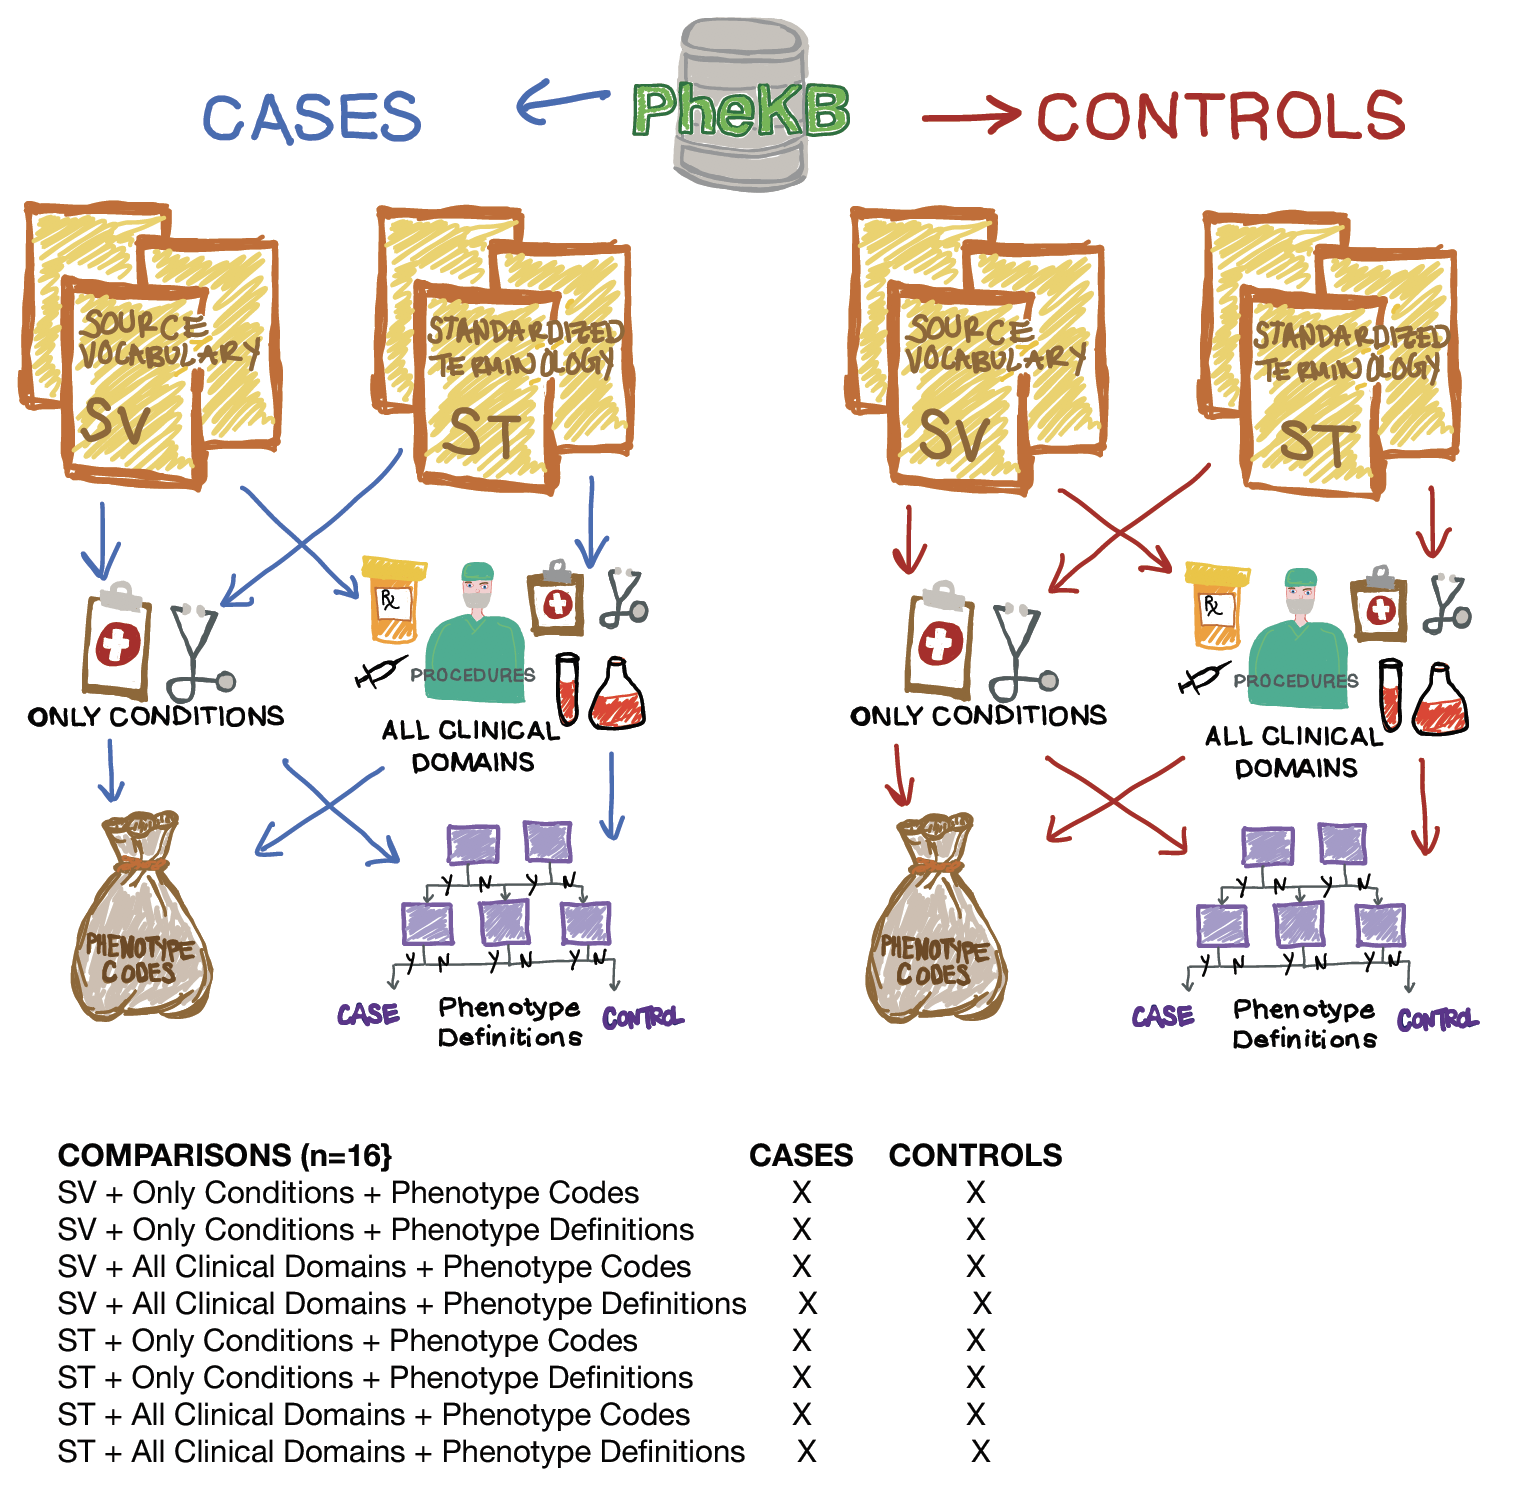 CASES
PheKB
CONTROLS
SOURCE
VOCABULARY
SV
STANDARDIZED
TERMINOLOGY
ST
SOURCE
VOCABULARY
SV
STANDARDIZED
TERMINOLOGY
ST
Rx
PROCEDURES
ONLY CONDITIONS
ALL CLINICAL
DOMAINS
Rx
PROCEDURES
ONLY CONDITIONS
ALL CLINICAL
DOMAINS
PHENOTYPE
CODES
Y N Y N
Y N Y N Y N
CASE
Phenotype
Definitions
CONTROL
PHENOTYPE
CODES
Y N Y N
Y N Y N Y N
CASE
Phenotype
Definitions
CONTROL
COMPARISONS (n=16} CASES CONTROLS
SV + Only Conditions + Phenotype Codes X X
SV + Only Conditions + Phenotype Definitions X X
SV + All Clinical Domains + Phenotype Codes X X
SV + All Clinical Domains + Phenotype Definitions X X
ST + Only Conditions + Phenotype Codes X X
ST + Only Conditions + Phenotype Definitions X X
ST + All Clinical Domains + Phenotype Codes X X
ST + All Clinical Domains + Phenotype Definitions X X